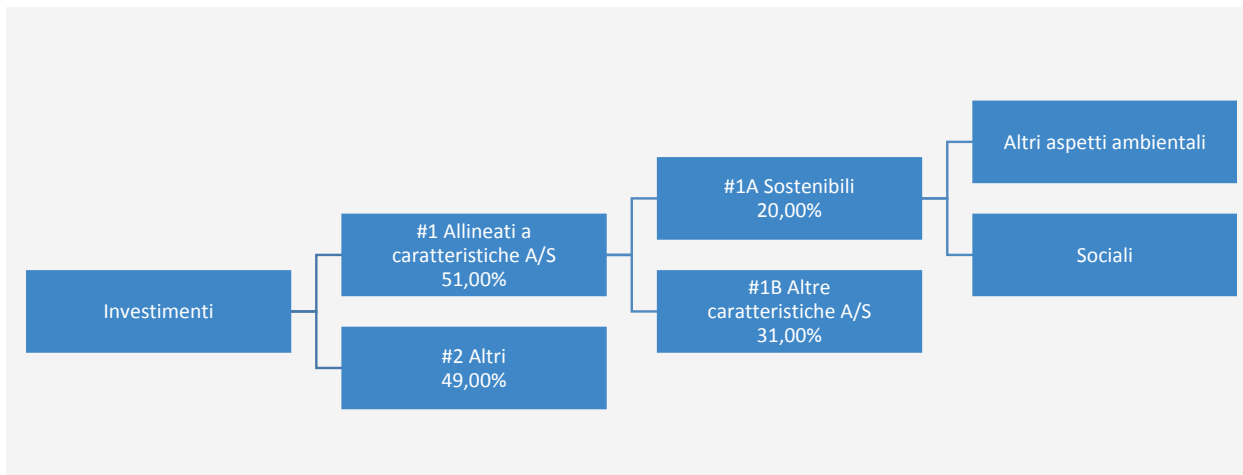 Investimenti
#1 Allineati a
caratteristiche A/S
51,00%
#2 Altri
49,00%
#1A Sostenibili
20,00%
#1B Altre
caratteristiche A/S
31,00%
Altri aspetti ambientali
Sociali